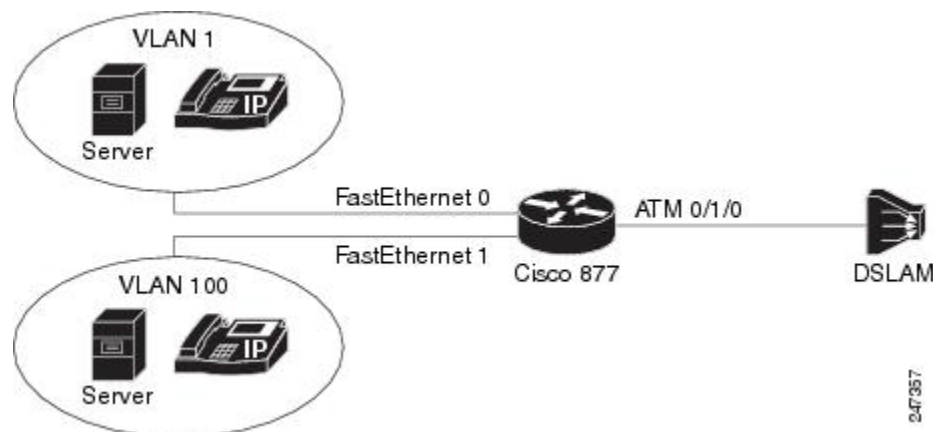 VLAN 1
IP
Server
FastEthernet 0
ATM 0/1/0
FastEthernet 1
Cisco 877
DSLAM
VLAN 100
IP
Server
247357